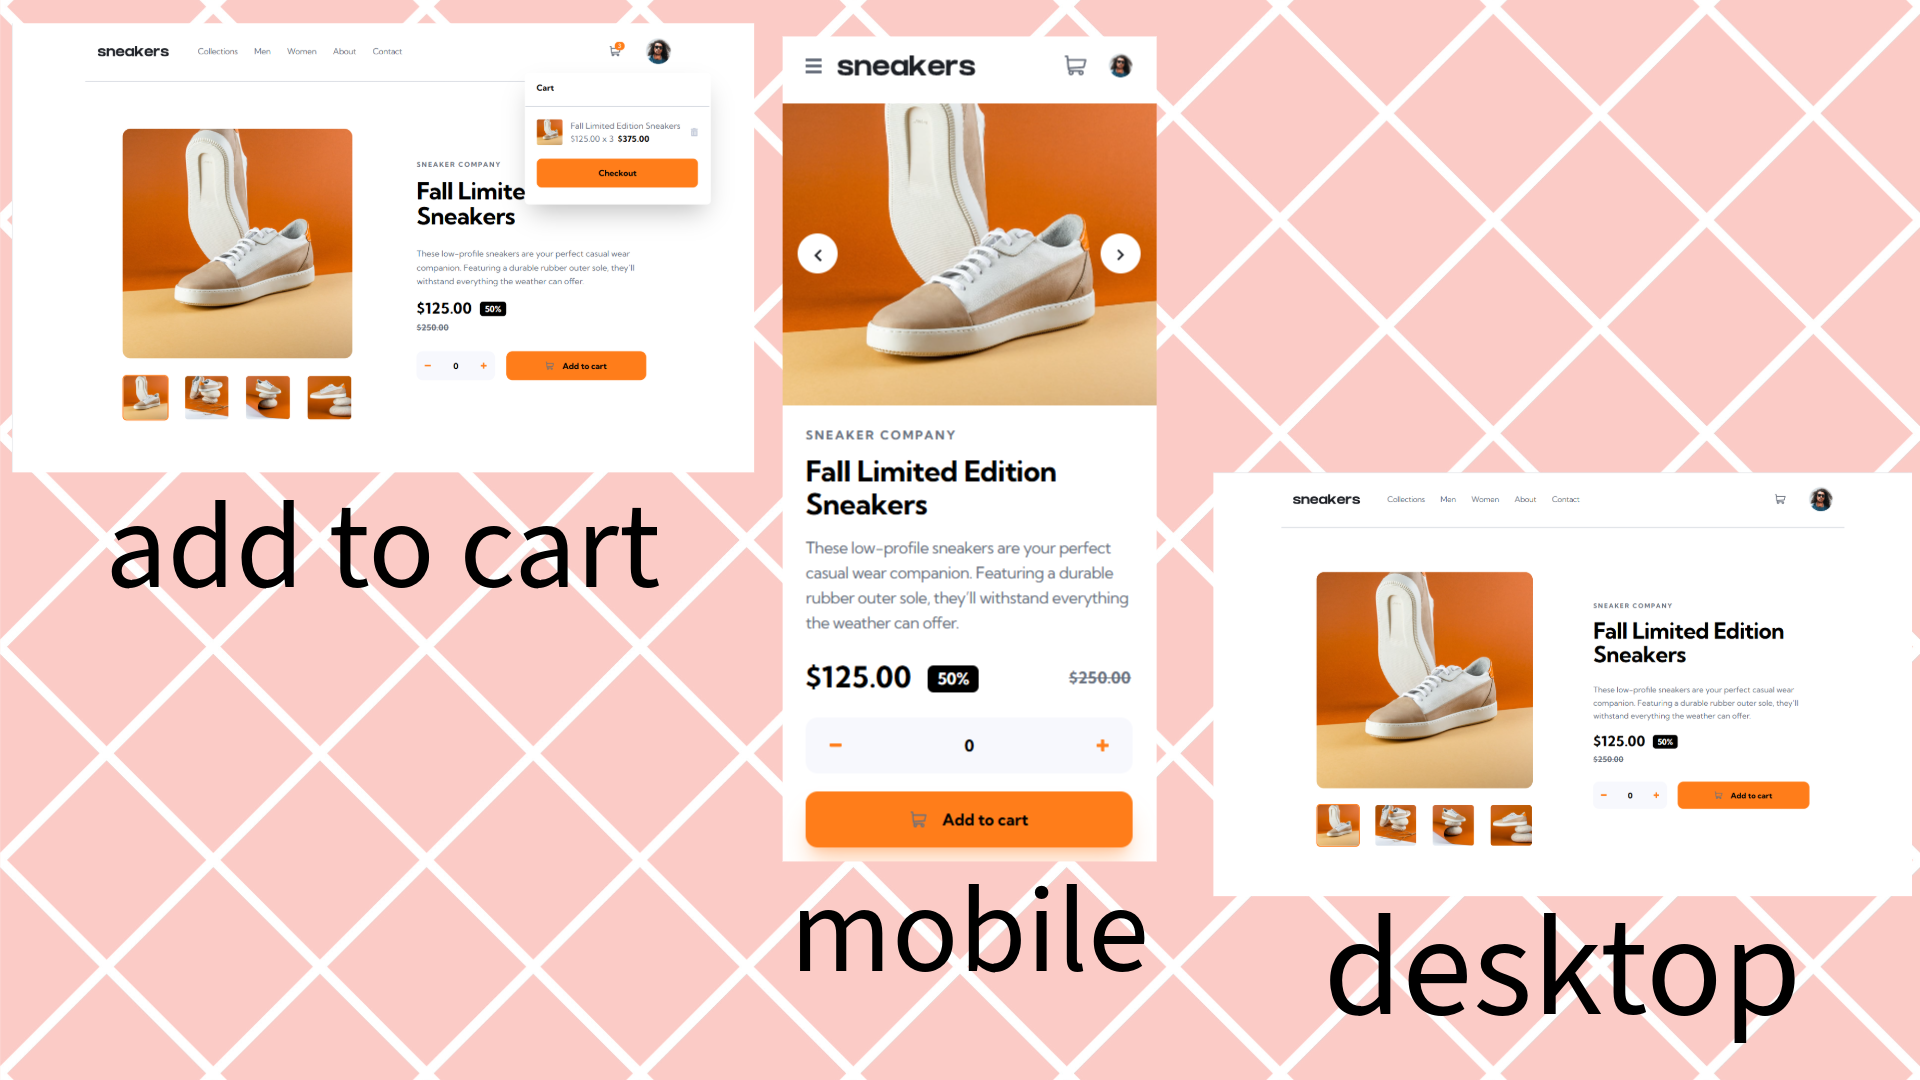 sneakers
Collections Men Women About Contact
3
Cart
Fall Limited Edition Sneakers
$125.00 x 3 $375.00
Checkout
SNEAKER COMPANY
Fall Limite
Sneakers
These low-profile sneakers are your perfect casual wear
companion. Featuring a durable rubber outer sole, they'll
withstand everything the weather can offer.
$125.00 50%
$250.00
0
Add to cart
add to cart
sneakers
SNEAKER COMPANY
Fall Limited Edition
Sneakers
These low-profile sneakers are your perfect
casual wear companion. Featuring a durable
rubber outer sole, they'll withstand everything
the weather can offer.
$125.00 50% $250.00
0
Add to cart
mobile
sneakers
Collections Men Women About Contact
SNEAKER COMPANY
Fall Limited Edition
Sneakers
These low-profile sneakers are your perfect casual wear
companion. Featuring a durable rubber outer sole, they'll
withstand everything the weather can offer.
$125.00 50%
$250.00
0
Add to cart
desktop